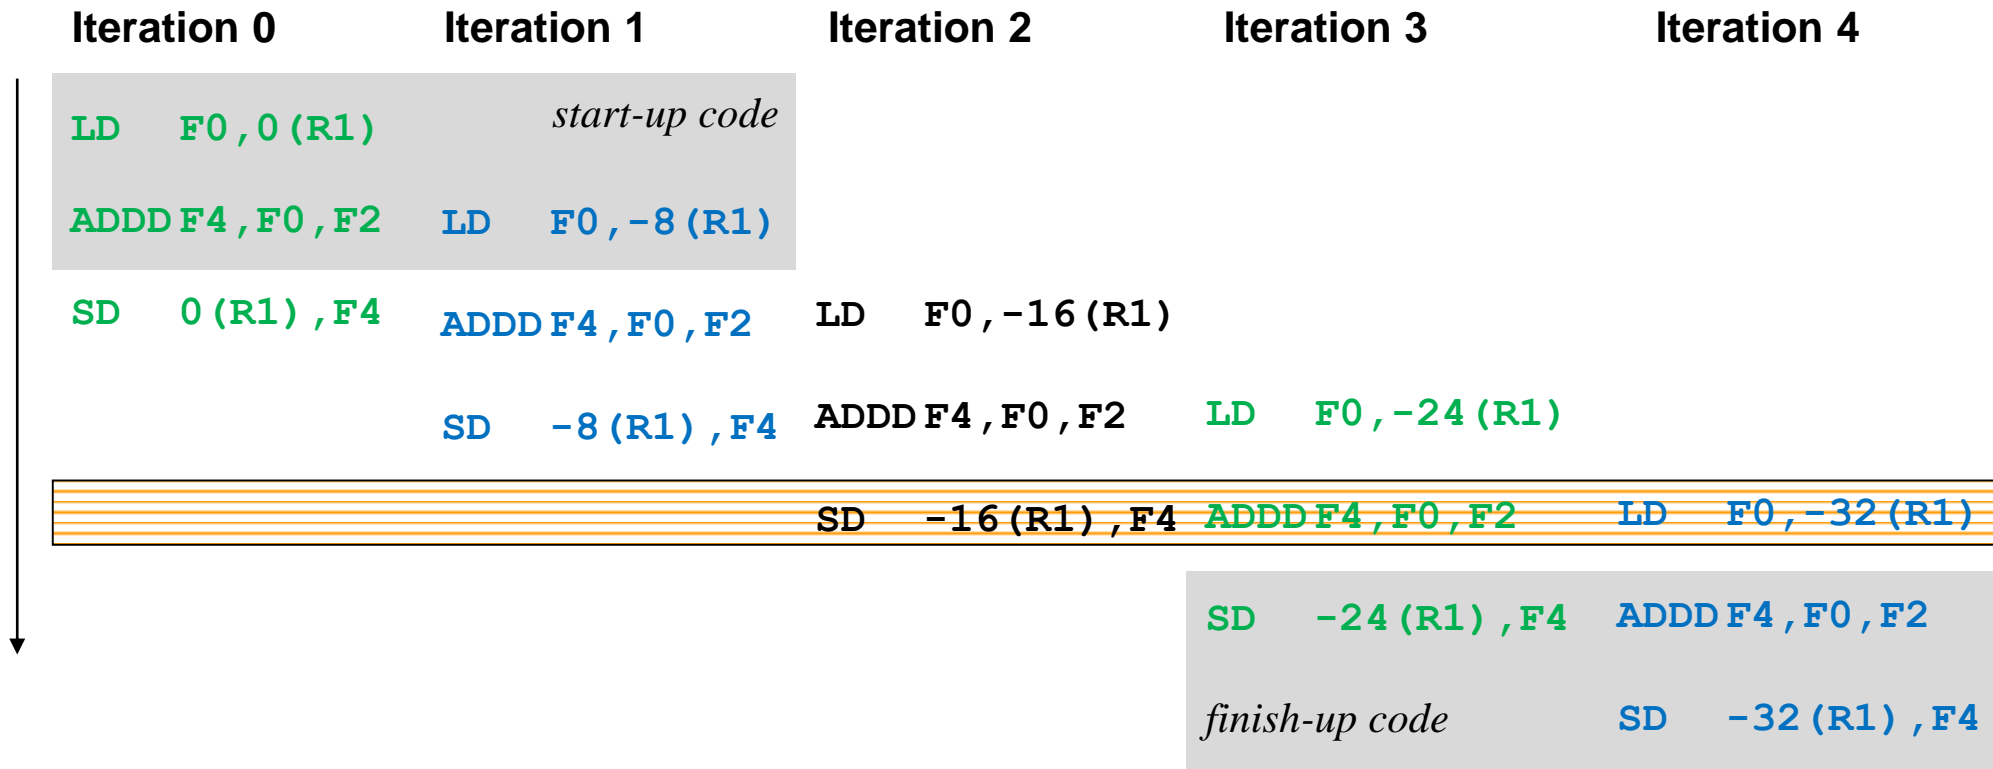 Iteration 0 Iteration 1 Iteration 2 Iteration 3 Iteration 4
LD F0,0(R1) start-up code
ADDD F4,F0,F2 LD F0,-8(R1)
SD 0(R1),F4 ADDD F4,F0,F2 LD F0,-16(R1)
SD -8(R1),F4 ADDD F4,F0,F2 LD F0,-24(R1)
SD -16(R1),F4 ADDD F4,F0,F2 LD F0,-32(R1)
SD -24(R1),F4 ADDD F4,F0,F2
finish-up code SD -32(R1),F4